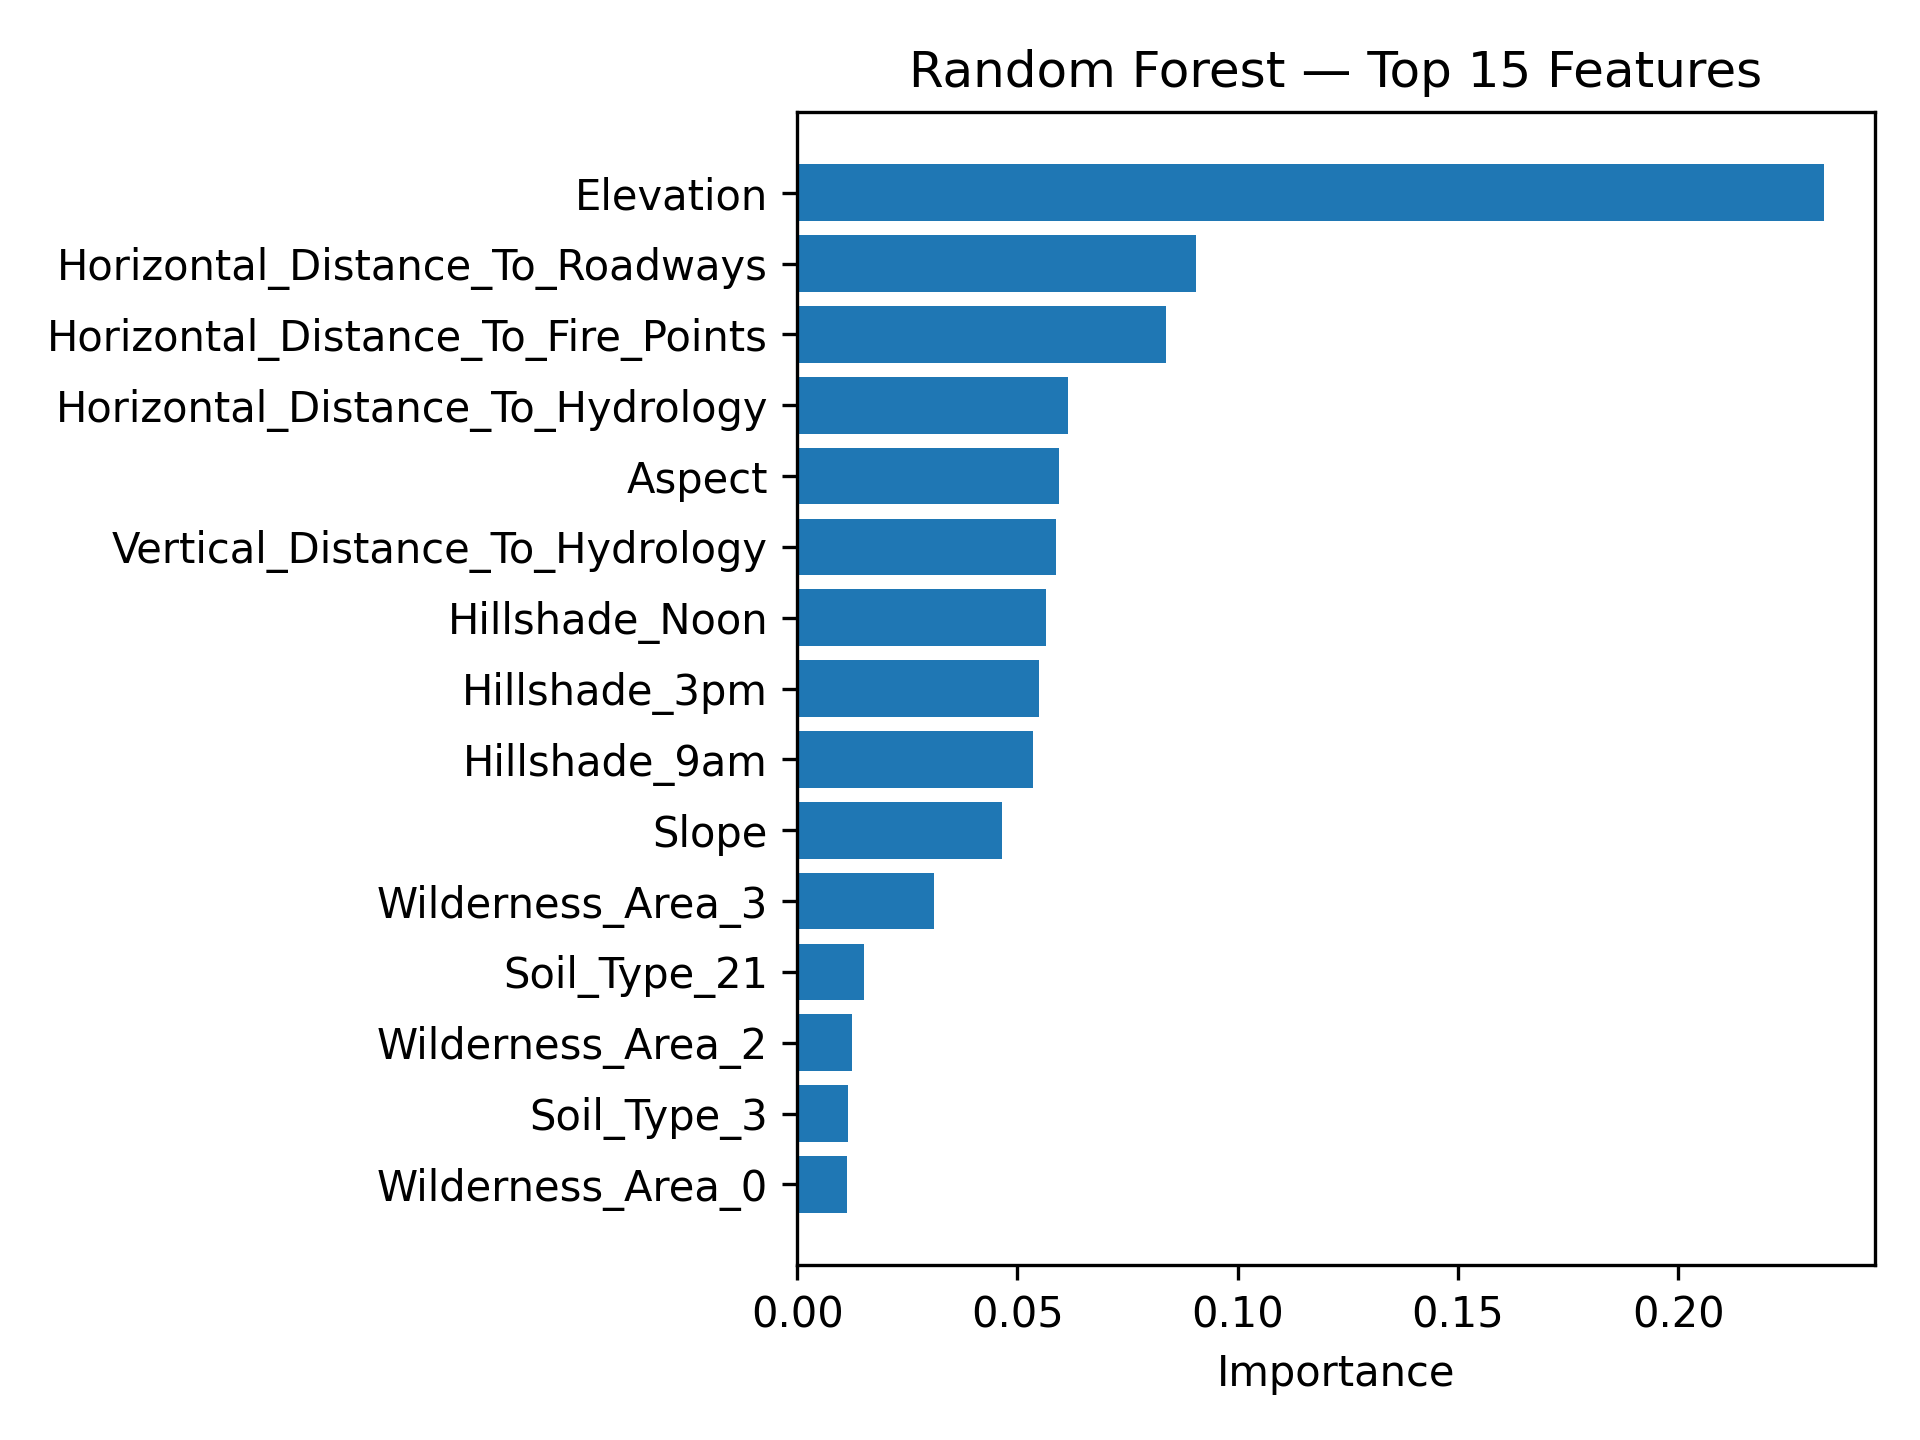 Random Forest — Top 15 Features
Elevation
Horizontal_Distance_To_Roadways
Horizontal_Distance_To_Fire_Points
Horizontal_Distance_To_Hydrology
Aspect
Vertical_Distance_To_Hydrology
Hillshade_Noon
Hillshade_3pm
Hillshade_9am
Slope
Wilderness_Area_3
Soil_Type_21
Wilderness_Area_2
Soil_Type_3
Wilderness_Area_0
0.00 0.05 0.10 0.15 0.20
Importance